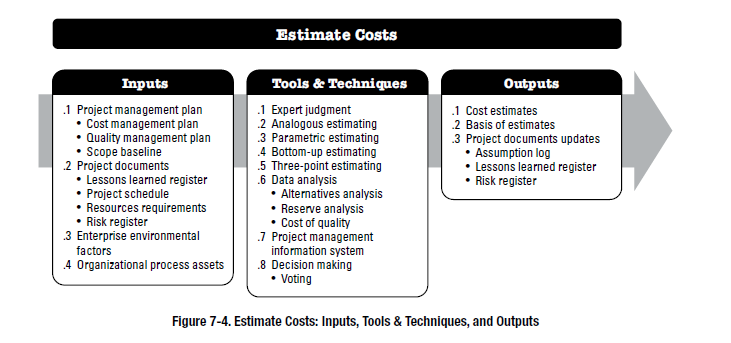 Estimate Costs
Inputs
.1 Project management plan
• Cost management plan
• Quality management plan
• Scope baseline
.2 Project documents
• Lessons learned register
• Project schedule
• Resources requirements
• Risk register
.3 Enterprise environmental
factors
.4 Organizational process assets
Tools & Techniques
.1 Expert judgment
.2 Analogous estimating
.3 Parametric estimating
.4 Bottom-up estimating
.5 Three-point estimating
.6 Data analysis
• Alternatives analysis
• Reserve analysis
• Cost of quality
.7 Project management
information system
.8 Decision making
• Voting
Outputs
.1 Cost estimates
.2 Basis of estimates
.3 Project documents updates
• Assumption log
• Lessons learned register
• Risk register
Figure 7-4. Estimate Costs: Inputs, Tools & Techniques, and Outputs